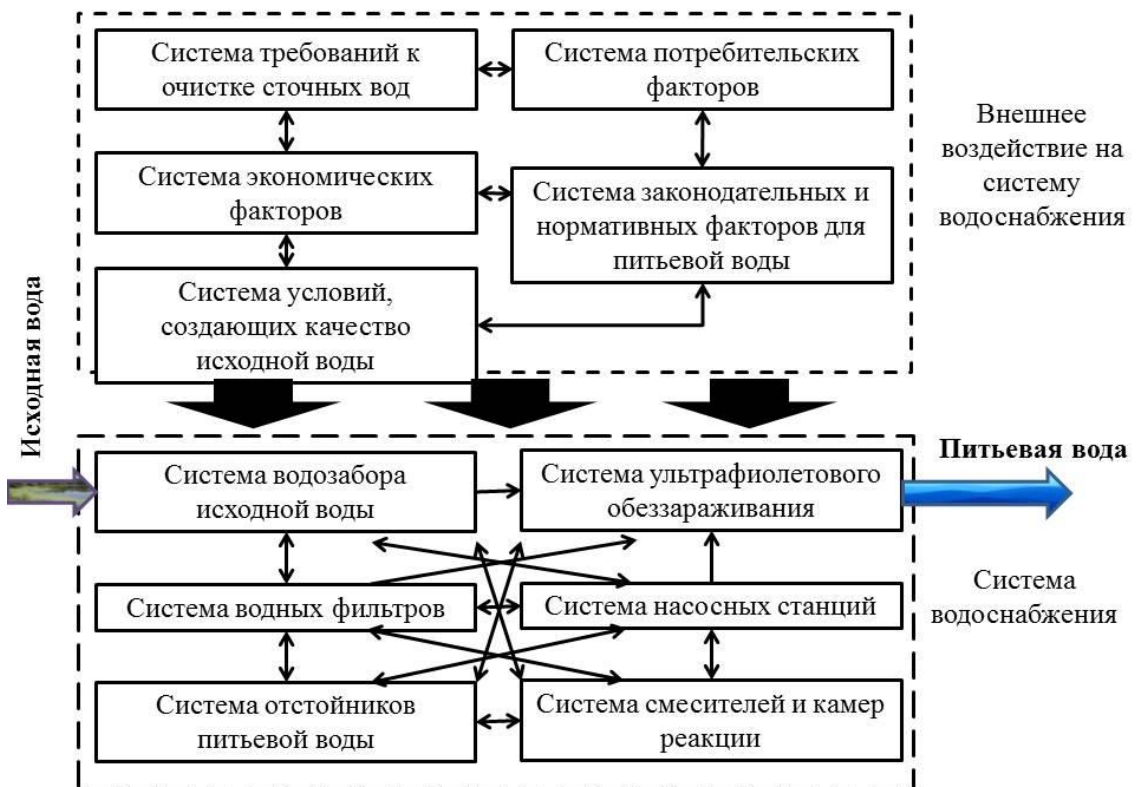 Система требований к
очистке сточных вод
Система потребительских
факторов
Система экономических
факторов
Система законодательных и
нормативных факторов для
питьевой воды
Система условий,
создающих качество
исходной воды
Внешнее
воздействие на
систему
водоснабжения
Исходная вода
Система водозабора
исходной воды
Система ультрафиолетового
обеззараживания
Питьевая вода
Система водных фильтров
Система насосных станций
Система отстойников
питьевой воды
Система смесителей и камер
реакции
Система
водоснабжения